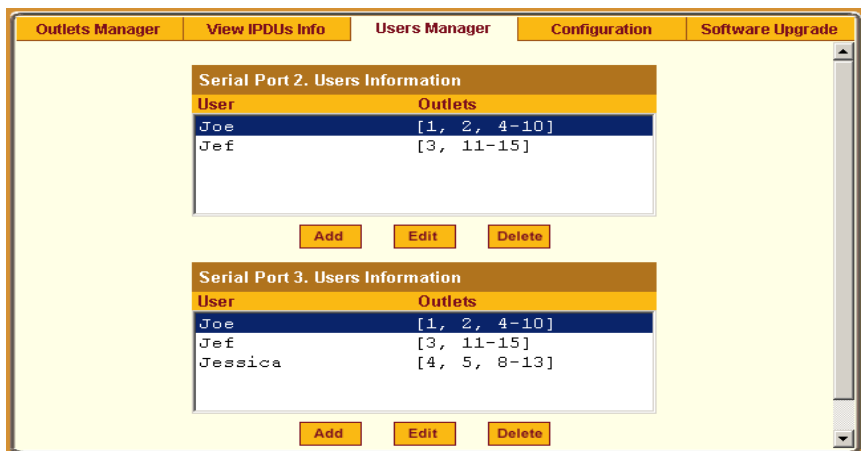 Outlets Manager View IPDUs Info Users Manager Configuration Software Upgrade
Serial Port 2. Users Information
User Outlets
Joe [1, 2, 4-10]
Jef [3, 11-15]
Add Edit Delete
Serial Port 3. Users Information
User Outlets
Joe [1, 2, 4-10]
Jef [3, 11-15]
Jessica [4, 5, 8-13]
Add Edit Delete